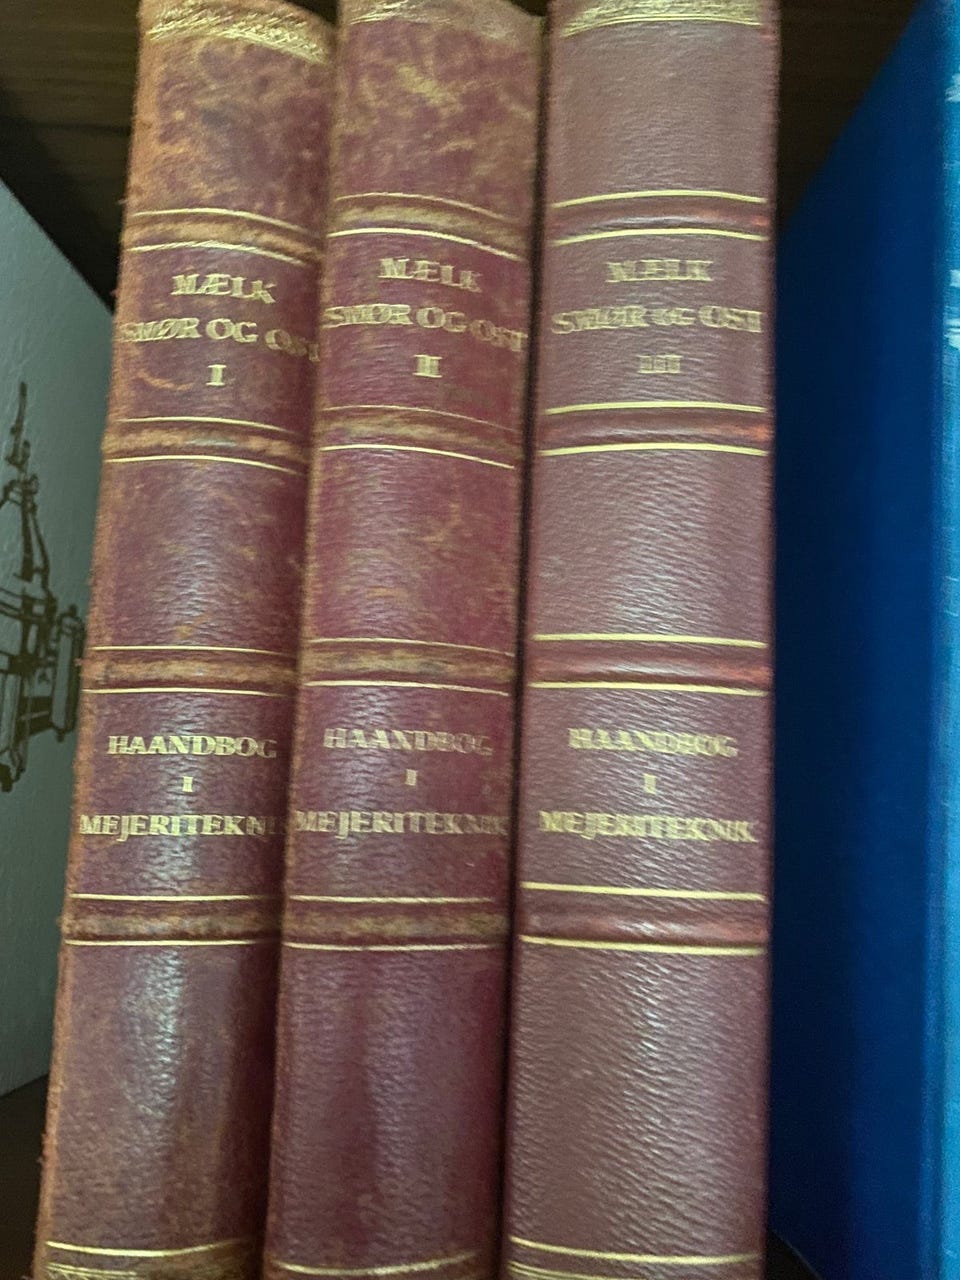 MÆLK
SMØR OG OST
I
HAANDBOG
I
MEJERITEKNIK
MÆLK
SMØR OG OST
II
HAANDBOG
I
MEJERITEKNIK
MÆLK
SMØR OG OST
III
HAANDBOG
I
MEJERITEKNIK